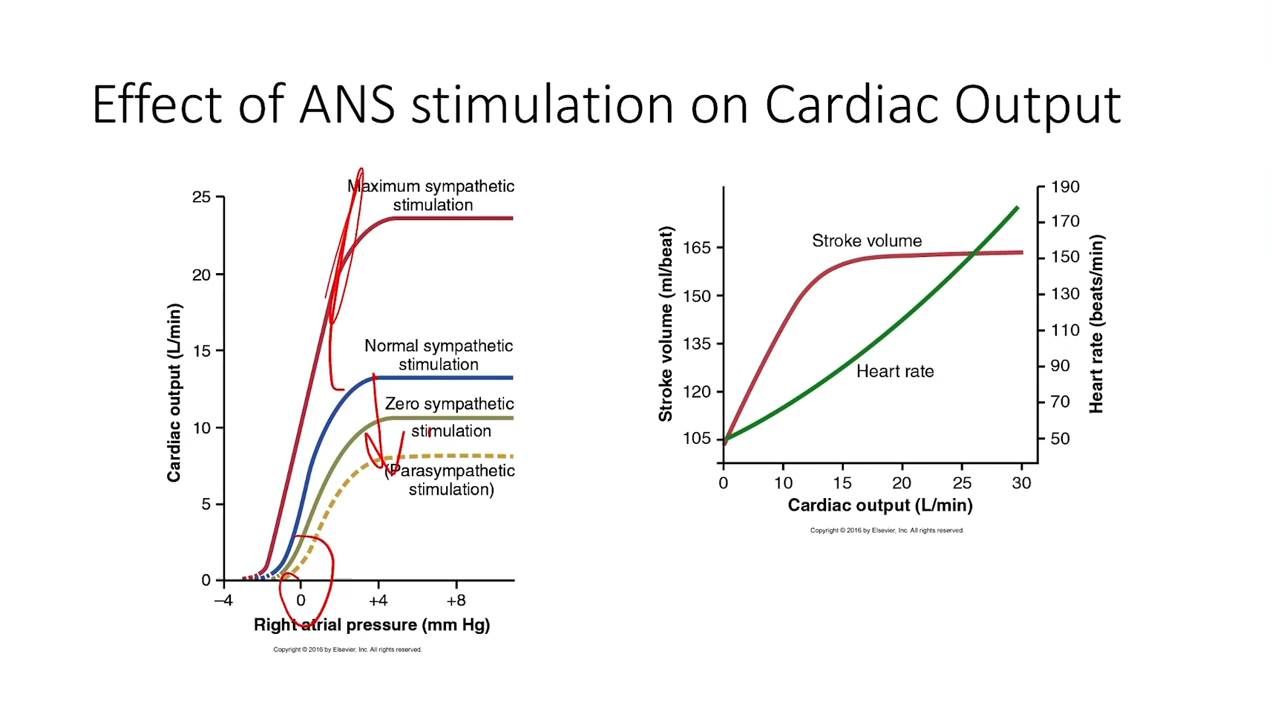 Effect of ANS stimulation on Cardiac Output
25
20
15
10
5
0
Cardiac output (L/min)
Maximum sympathetic
stimulation
Normal sympathetic
stimulation
Zero sympathetic
stimulation
(Parasympathetic
stimulation)
–4
0
+4
+8
Right atrial pressure (mm Hg)
Copyright © 2016 by Elsevier, Inc. All rights reserved.
Stroke volume (ml/beat)
165
150
135
120
105
Stroke volume
Heart rate
190
170
150
130
110
90
70
50
Heart rate (beats/min)
0
10
15
20
25
30
Cardiac output (L/min)
Copyright © 2016 by Elsevier, Inc. All rights reserved.